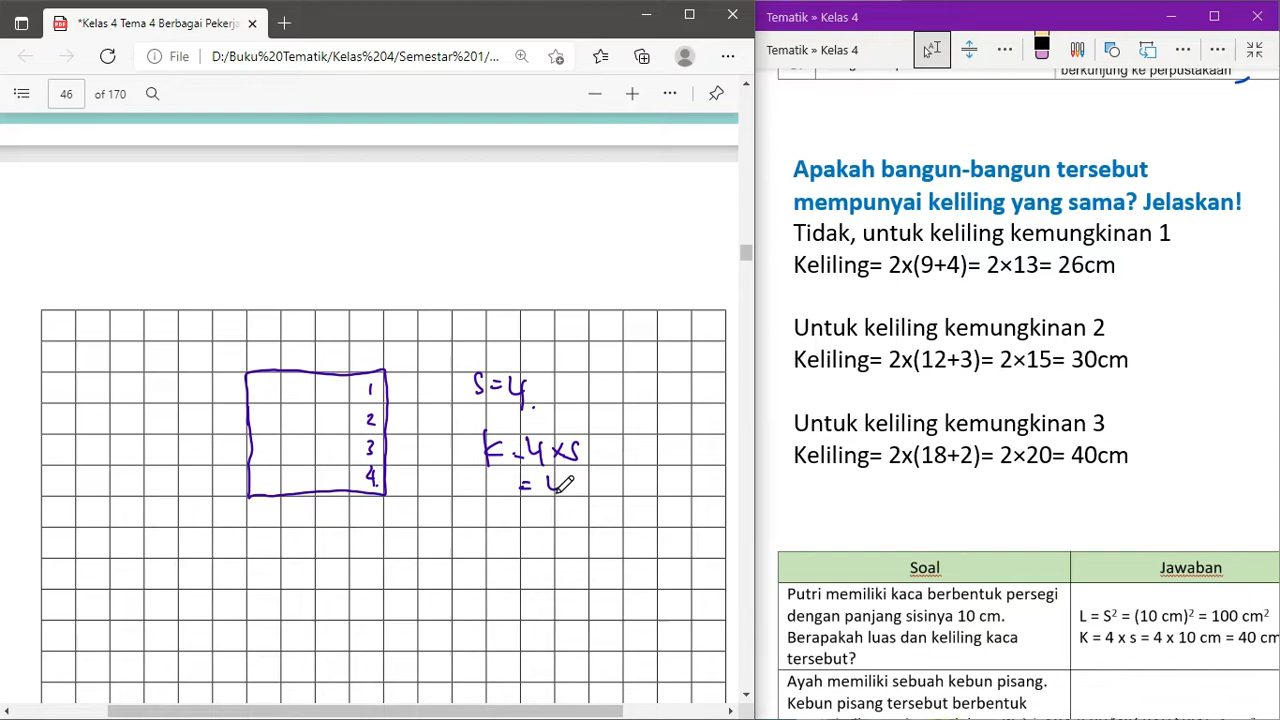 *Kelas 4 Tema 4 Berbagai Pekerja
File
D:/Buku%20Tematik/Kelas%204/Semestar%201/...
46
of 170
1
2
3
4.
S=4.
K=4×S
= 4
Tematik » Kelas 4
Tematik » Kelas 4
berkunjung ke perpustakaan
Apakah bangun-bangun tersebut
mempunyai keliling yang sama? Jelaskan!
Tidak, untuk keliling kemungkinan 1
Keliling= 2x(9+4)= 2×13= 26cm
Untuk keliling kemungkinan 2
Keliling= 2x(12+3)= 2×15= 30cm
Untuk keliling kemungkinan 3
Keliling= 2x(18+2)= 2×20= 40cm
Soal
Jawaban
Putri memiliki kaca berbentuk persegi
dengan panjang sisinya 10 cm.
Berapakah luas dan keliling kaca
tersebut?
L = S² = (10 cm)² = 100 cm²
K = 4 x s = 4 x 10 cm = 40 cm
Ayah memiliki sebuah kebun pisang.
Kebun pisang tersebut berbentuk